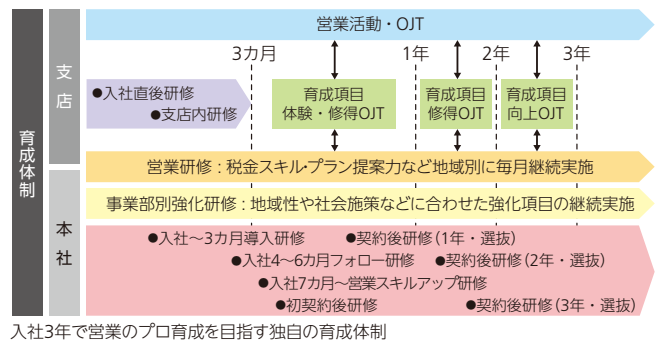 育成体制
支店
本社
営業活動・OJT
3カ月
1年
2年
3年
●入社直後研修
●支店内研修
育成項目
体験・修得OJT
育成項目
修得OJT
育成項目
向上OJT
営業研修：税金スキル・プラン提案力など地域別に毎月継続実施
事業部別強化研修：地域性や社会施策などに合わせた強化項目の継続実施
●入社〜3カ月導入研修
●契約後研修（1年・選抜）
●入社4〜6カ月フォロー研修
●契約後研修（2年・選抜）
●入社7カ月〜営業スキルアップ研修
●初契約後研修
●契約後研修（3年・選抜）
入社3年で営業のプロ育成を目指す独自の育成体制